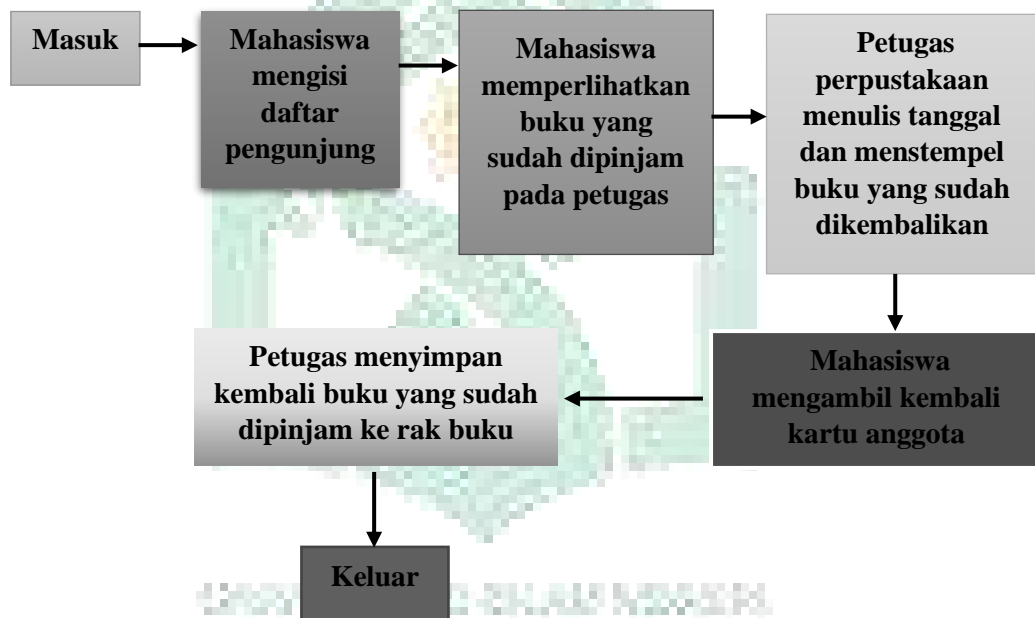 Masuk
Mahasiswa
mengisi
daftar
pengunjung
Mahasiswa
memperlihatkan
buku yang
sudah dipinjam
pada petugas
Petugas
perpustakaan
menulis tanggal
dan menstempel
buku yang sudah
dikembalikan
Mahasiswa
mengambil kembali
kartu anggota
Petugas menyimpan
kembali buku yang sudah
dipinjam ke rak buku
Keluar